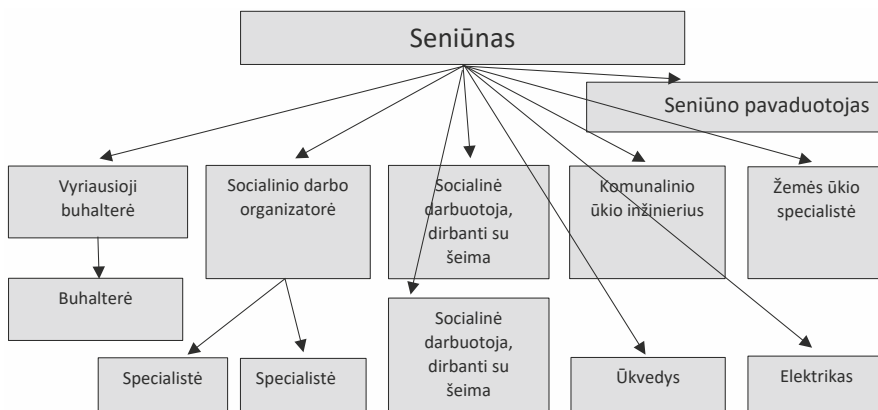 Seniūnas
Seniūno pavaduotojas
Vyriausioji
buhalterė
Socialinio darbo
organizatorė
Socialinė
darbuotoja,
dirbanti su
šeima
Komunalinio
ūkio inžinierius
Žemės ūkio
specialistė
Buhalterė
Socialinė
darbuotoja,
dirbanti su
šeima
Specialistė
Specialistė
Ūkvedys
Elektrikas